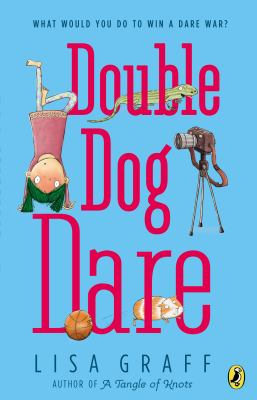 WHAT WOULD YOU DO TO WIN A DARE WAR?
Double
Dog
Dare
LISA GRAFF
AUTHOR OF A Tangle of Knots